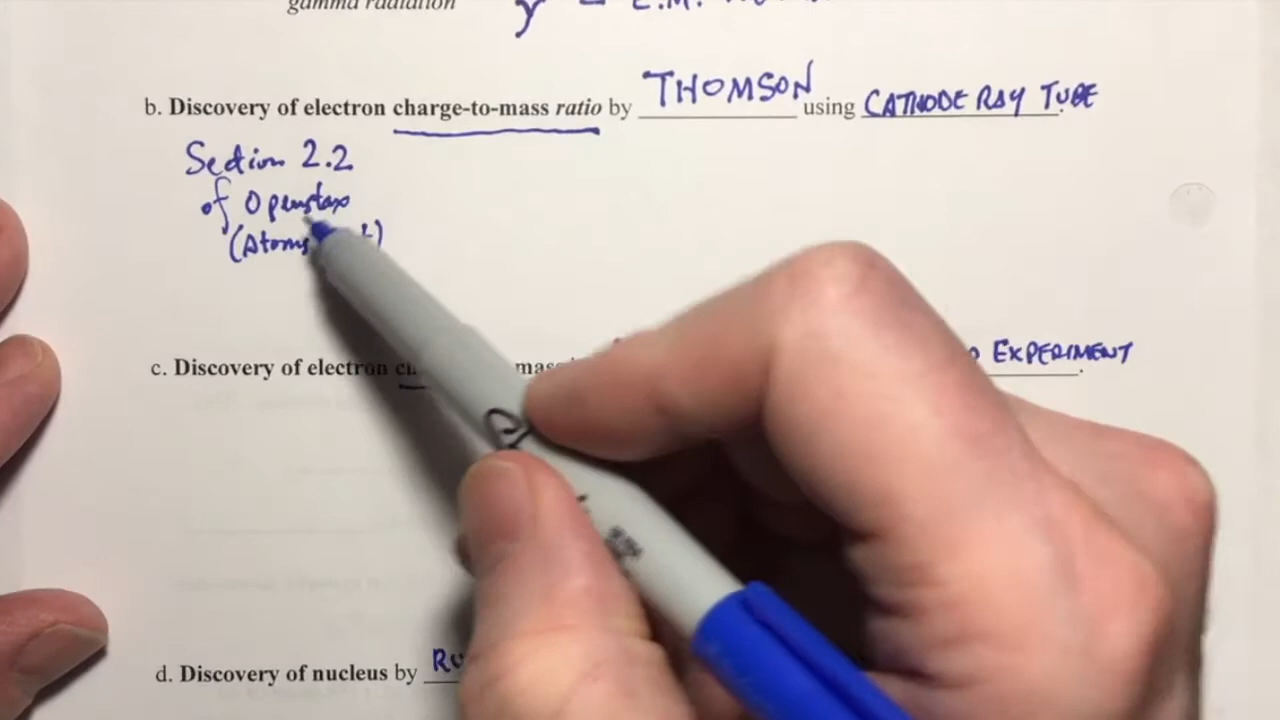 gamma radiation γ = E.M.
b. Discovery of electron charge-to-mass ratio by THOMSON using CATHODE RAY TUBE.
Section 2.2
of Openstax
(Atoms
c. Discovery of electron EXPERIMENT.
d. Discovery of nucleus by